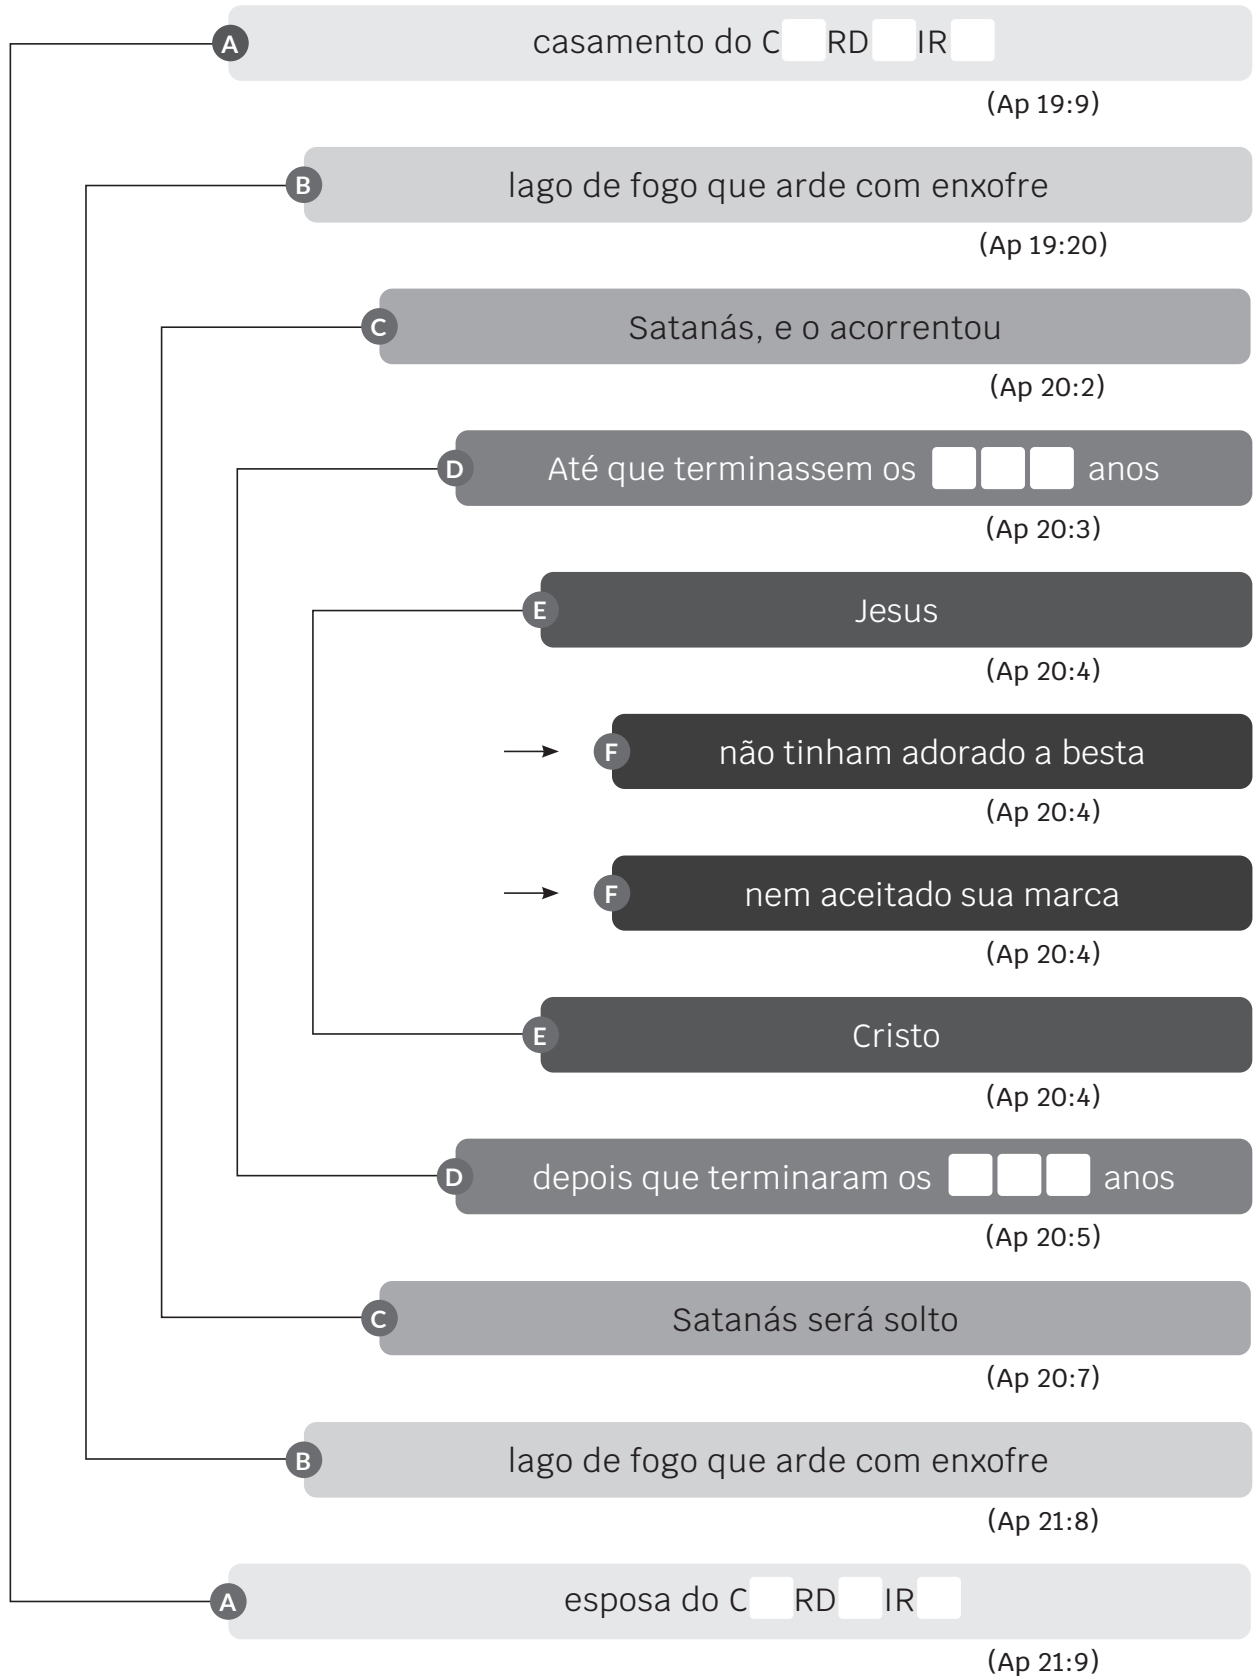 A casamento do C RD IR
(Ap 19:9)
B lago de fogo que arde com enxofre
(Ap 19:20)
C Satanás, e o acorrentou
(Ap 20:2)
D Até que terminassem os anos
(Ap 20:3)
E Jesus
(Ap 20:4)
F não tinham adorado a besta
(Ap 20:4)
F nem aceitado sua marca
(Ap 20:4)
E Cristo
(Ap 20:4)
D depois que terminaram os anos
(Ap 20:5)
C Satanás será solto
(Ap 20:7)
B lago de fogo que arde com enxofre
(Ap 21:8)
A esposa do C RD IR
(Ap 21:9)